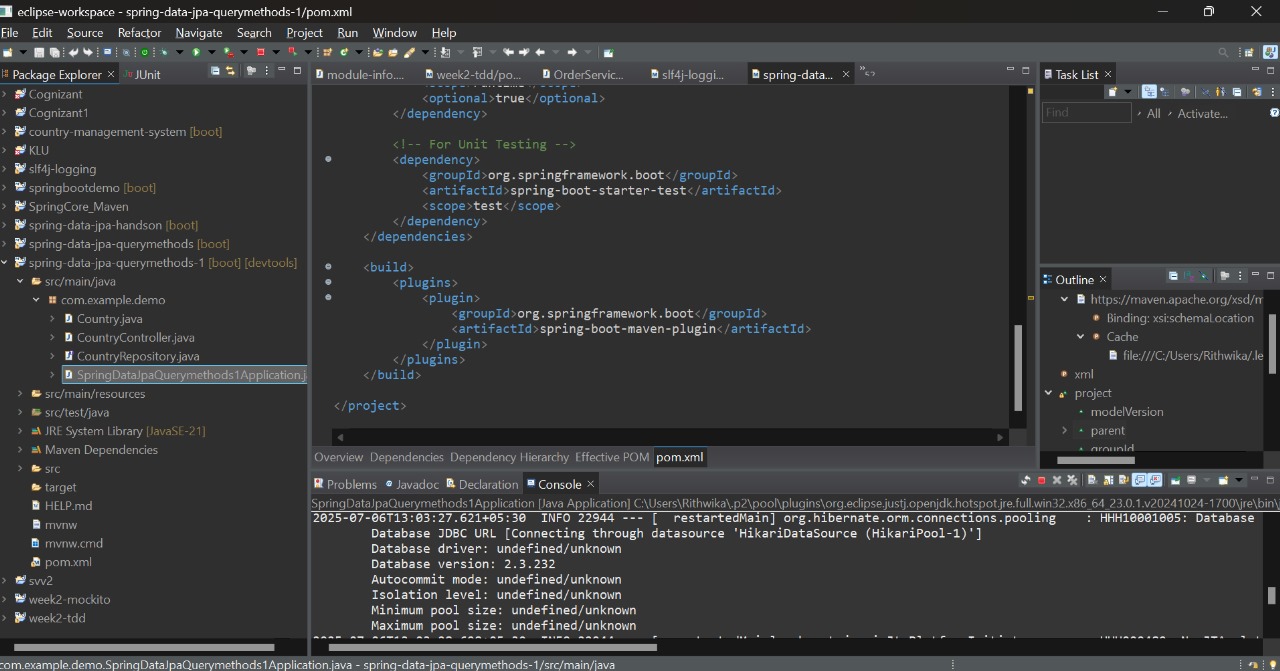 eclipse-workspace - spring-data-jpa-querymethods-1/pom.xml
File Edit Source Refactor Navigate Search Project Run Window Help
Package Explorer
JUnit
Cognizant
Cognizant1
country-management-system [boot]
KLU
slf4j-logging
springbootdemo [boot]
SpringCore_Maven
spring-data-jpa-handson [boot]
spring-data-jpa-querymethods [boot]
spring-data-jpa-querymethods-1 [boot] [devtools]
src/main/java
com.example.demo
Country.java
CountryController.java
CountryRepository.java
SpringDataJpaQuerymethods1Application.j
src/main/resources
src/test/java
JRE System Library [JavaSE-21]
Maven Dependencies
src
target
HELP.md
mvnw
mvnw.cmd
pom.xml
svv2
week2-mockito
week2-tdd
module-info.... week2-tdd/po... OrderServic... slf4j-loggi... spring-data...
<optional>true</optional>
</dependency>
<!-- For Unit Testing -->
<dependency>
<groupId>org.springframework.boot</groupId>
<artifactId>spring-boot-starter-test</artifactId>
<scope>test</scope>
</dependency>
</dependencies>
<build>
<plugins>
<plugin>
<groupId>org.springframework.boot</groupId>
<artifactId>spring-boot-maven-plugin</artifactId>
</plugin>
</plugins>
</build>
</project>
Overview Dependencies Dependency Hierarchy Effective POM pom.xml
Problems Javadoc Declaration Console
SpringDataJpaQuerymethods1Application [Java Application] C:\Users\Rithwika\.p2\pool\plugins\org.eclipse.justj.openjdk.hotspot.jre.full.win32.x86_64_23.0.1.v20241024-1700\jre\bin\
2025-07-06T13:03:27.621+05:30 INFO 22944 --- [ restartedMain] org.hibernate.orm.connections.pooling : HHH10001005: Database
Database JDBC URL [Connecting through datasource 'HikariDataSource (HikariPool-1)']
Database driver: undefined/unknown
Database version: 2.3.232
Autocommit mode: undefined/unknown
Isolation level: undefined/unknown
Minimum pool size: undefined/unknown
Maximum pool size: undefined/unknown
Task List
Find
All
Activate...
Outline
https://maven.apache.org/xsd/m
Binding: xsi:schemaLocation
Cache
file:///C:/Users/Rithwika/.le
xml
project
modelVersion
parent
groupId
com.example.demo.SpringDataJpaQuerymethods1Application.java - spring-data-jpa-querymethods-1/src/main/java